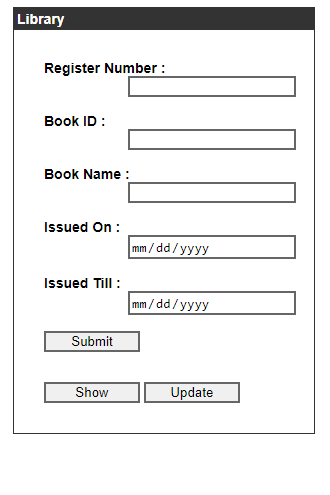 Library
Register Number :
Book ID :
Book Name :
Issued On :
mm/dd/yyyy
Issued Till :
mm/dd/yyyy
Submit
Show Update